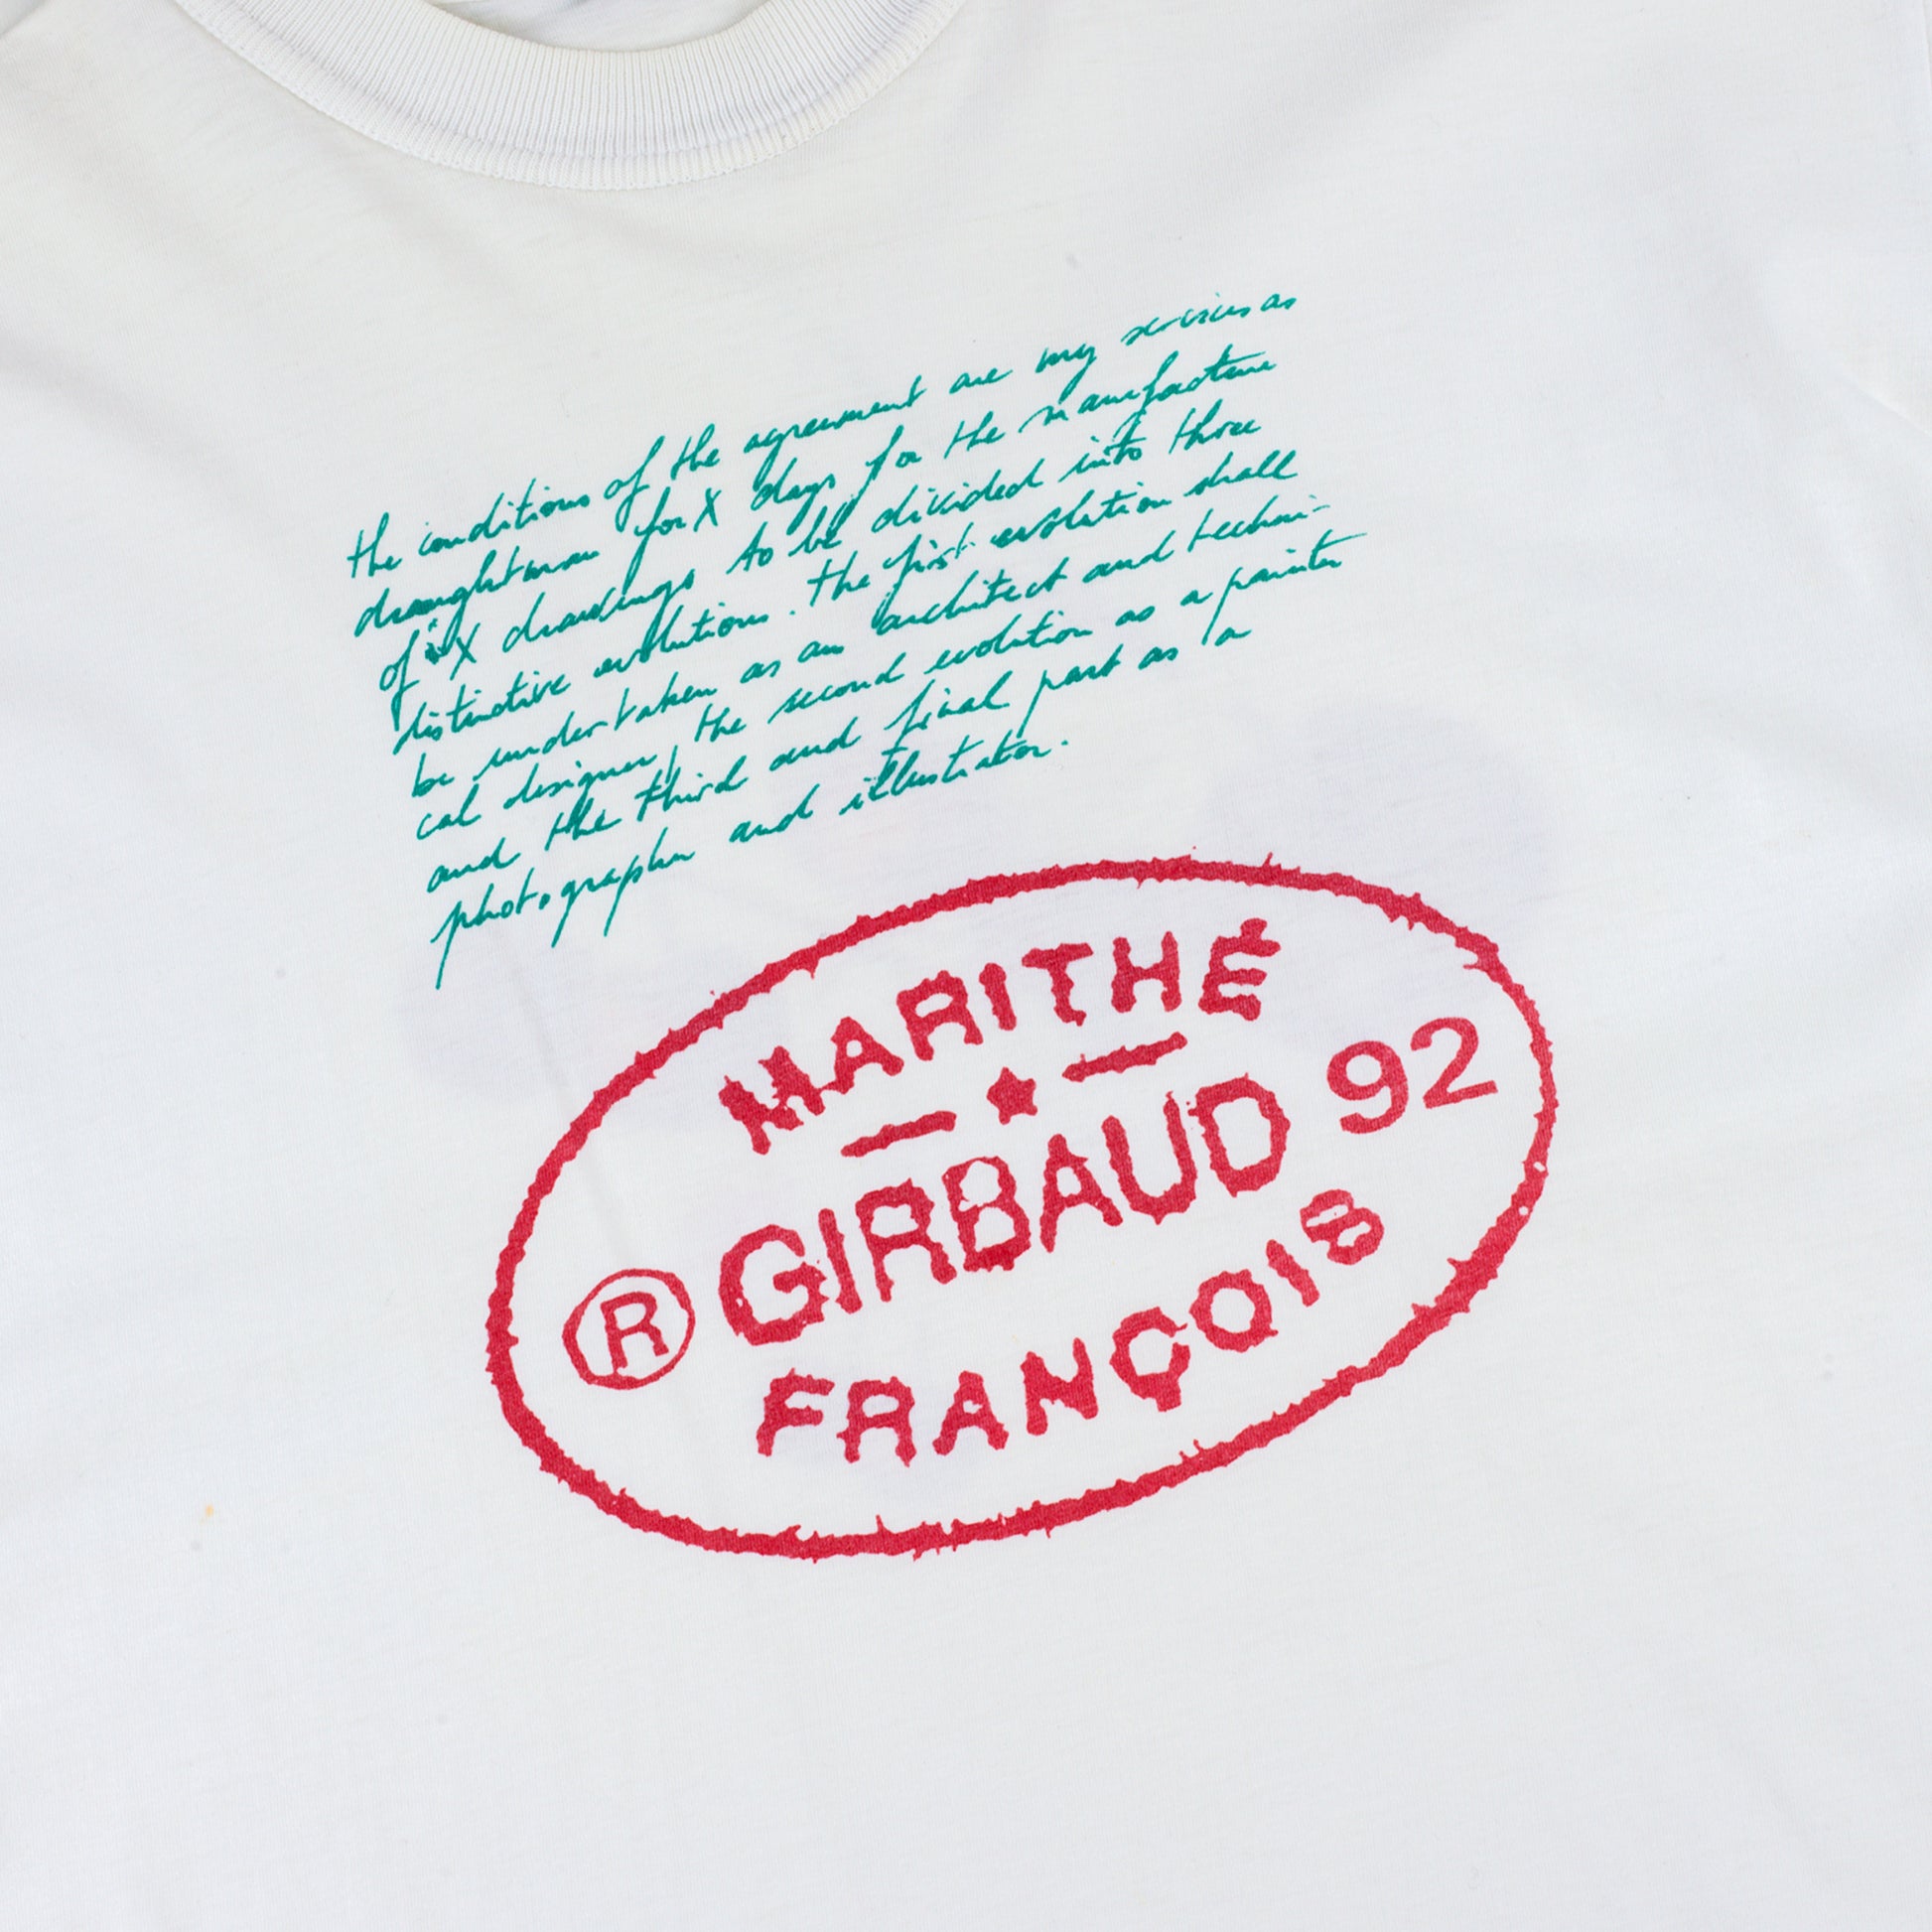 the conditions of the agreement are my services as
draughtman for X days for the manufacture
of X drawings to be divided into three
distinctive evolutions. the first evolution shall
be undertaken as an architect and techni-
cal designer, the second evolution as a painter
and the third and final part as a
photographer and illustrator.
MARITHÉ
® GIRBAUD 92
FRANÇOIS